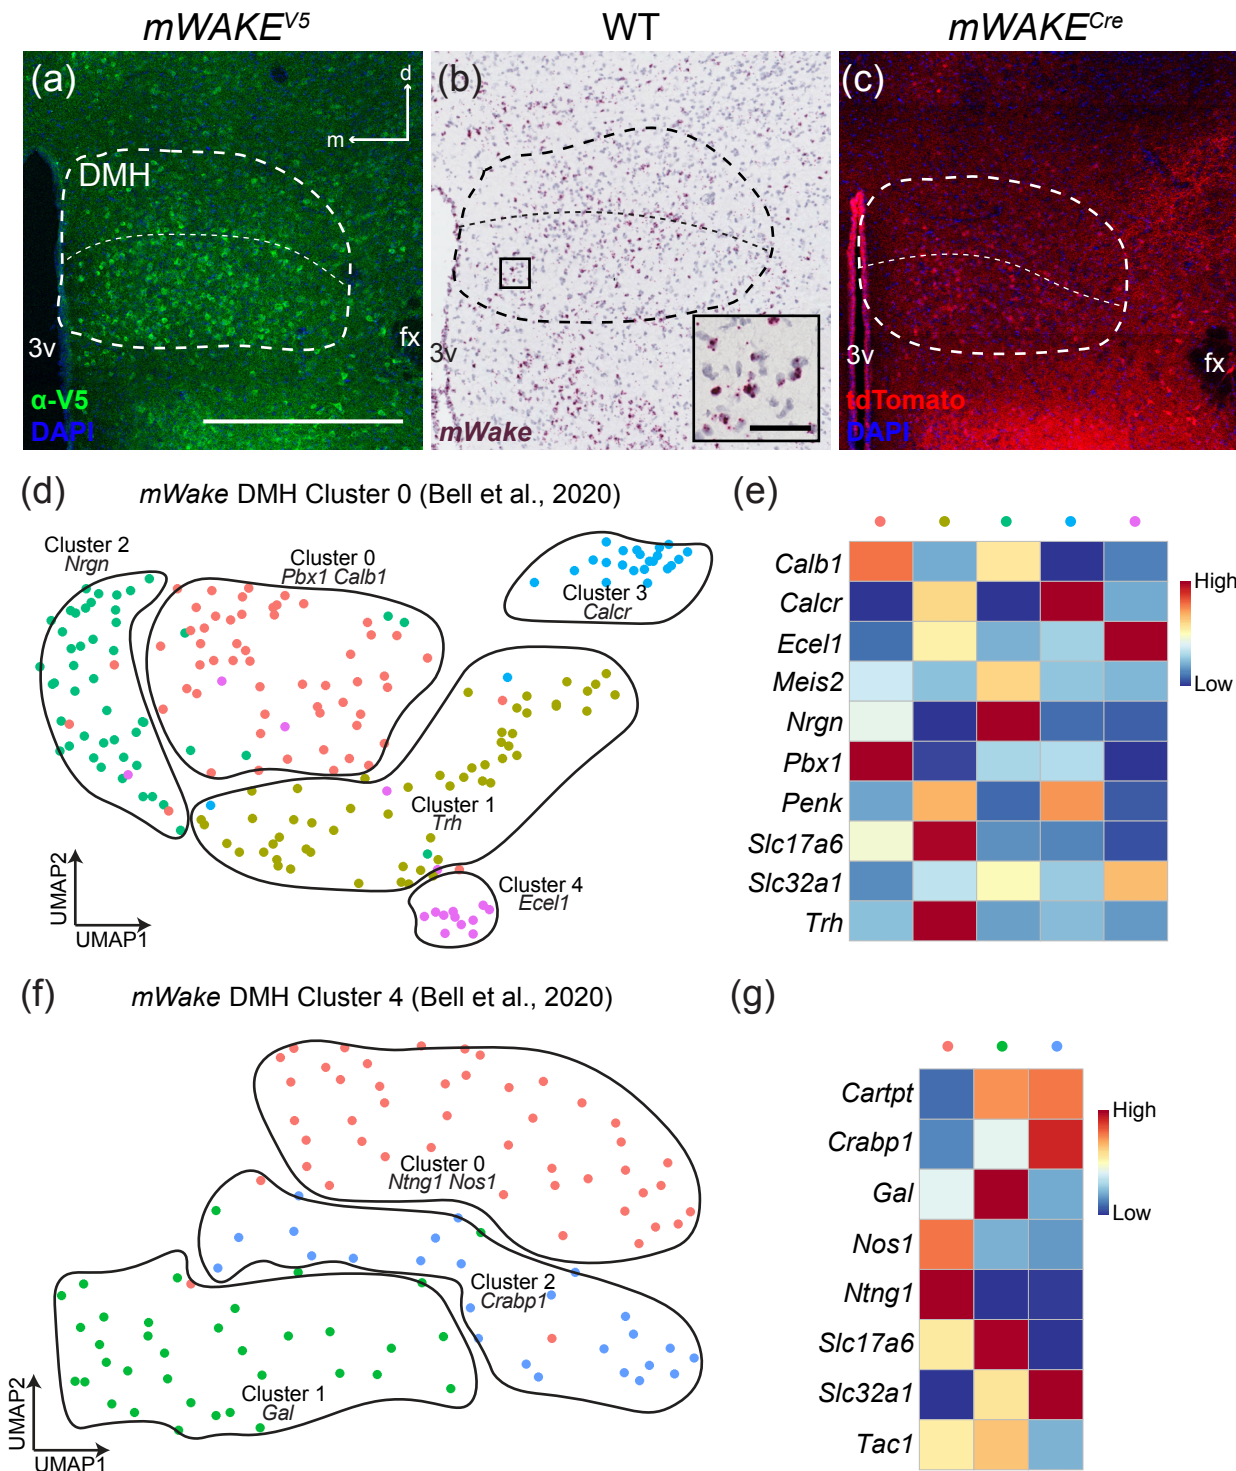 mWAKE^V5
WT
mWAKE^Cre
(a)
d
m
DMH
3v
fx
α-V5
DAPI
(b)
3v
mWake
(c)
3v
fx
tdTomato
DAPI
(d)
mWake DMH Cluster 0 (Bell et al., 2020)
Cluster 2
Nrgn
Cluster 0
Pbx1 Calb1
Cluster 3
Calcr
Cluster 1
Trh
Cluster 4
Ecel1
UMAP2
UMAP1
(e)
Calb1
Calcr
Ecel1
Meis2
Nrgn
Pbx1
Penk
Slc17a6
Slc32a1
Trh
High
Low
(f)
mWake DMH Cluster 4 (Bell et al., 2020)
Cluster 0
Ntng1 Nos1
Cluster 2
Crabp1
Cluster 1
Gal
UMAP2
UMAP1
(g)
Cartpt
Crabp1
Gal
Nos1
Ntng1
Slc17a6
Slc32a1
Tac1
High
Low